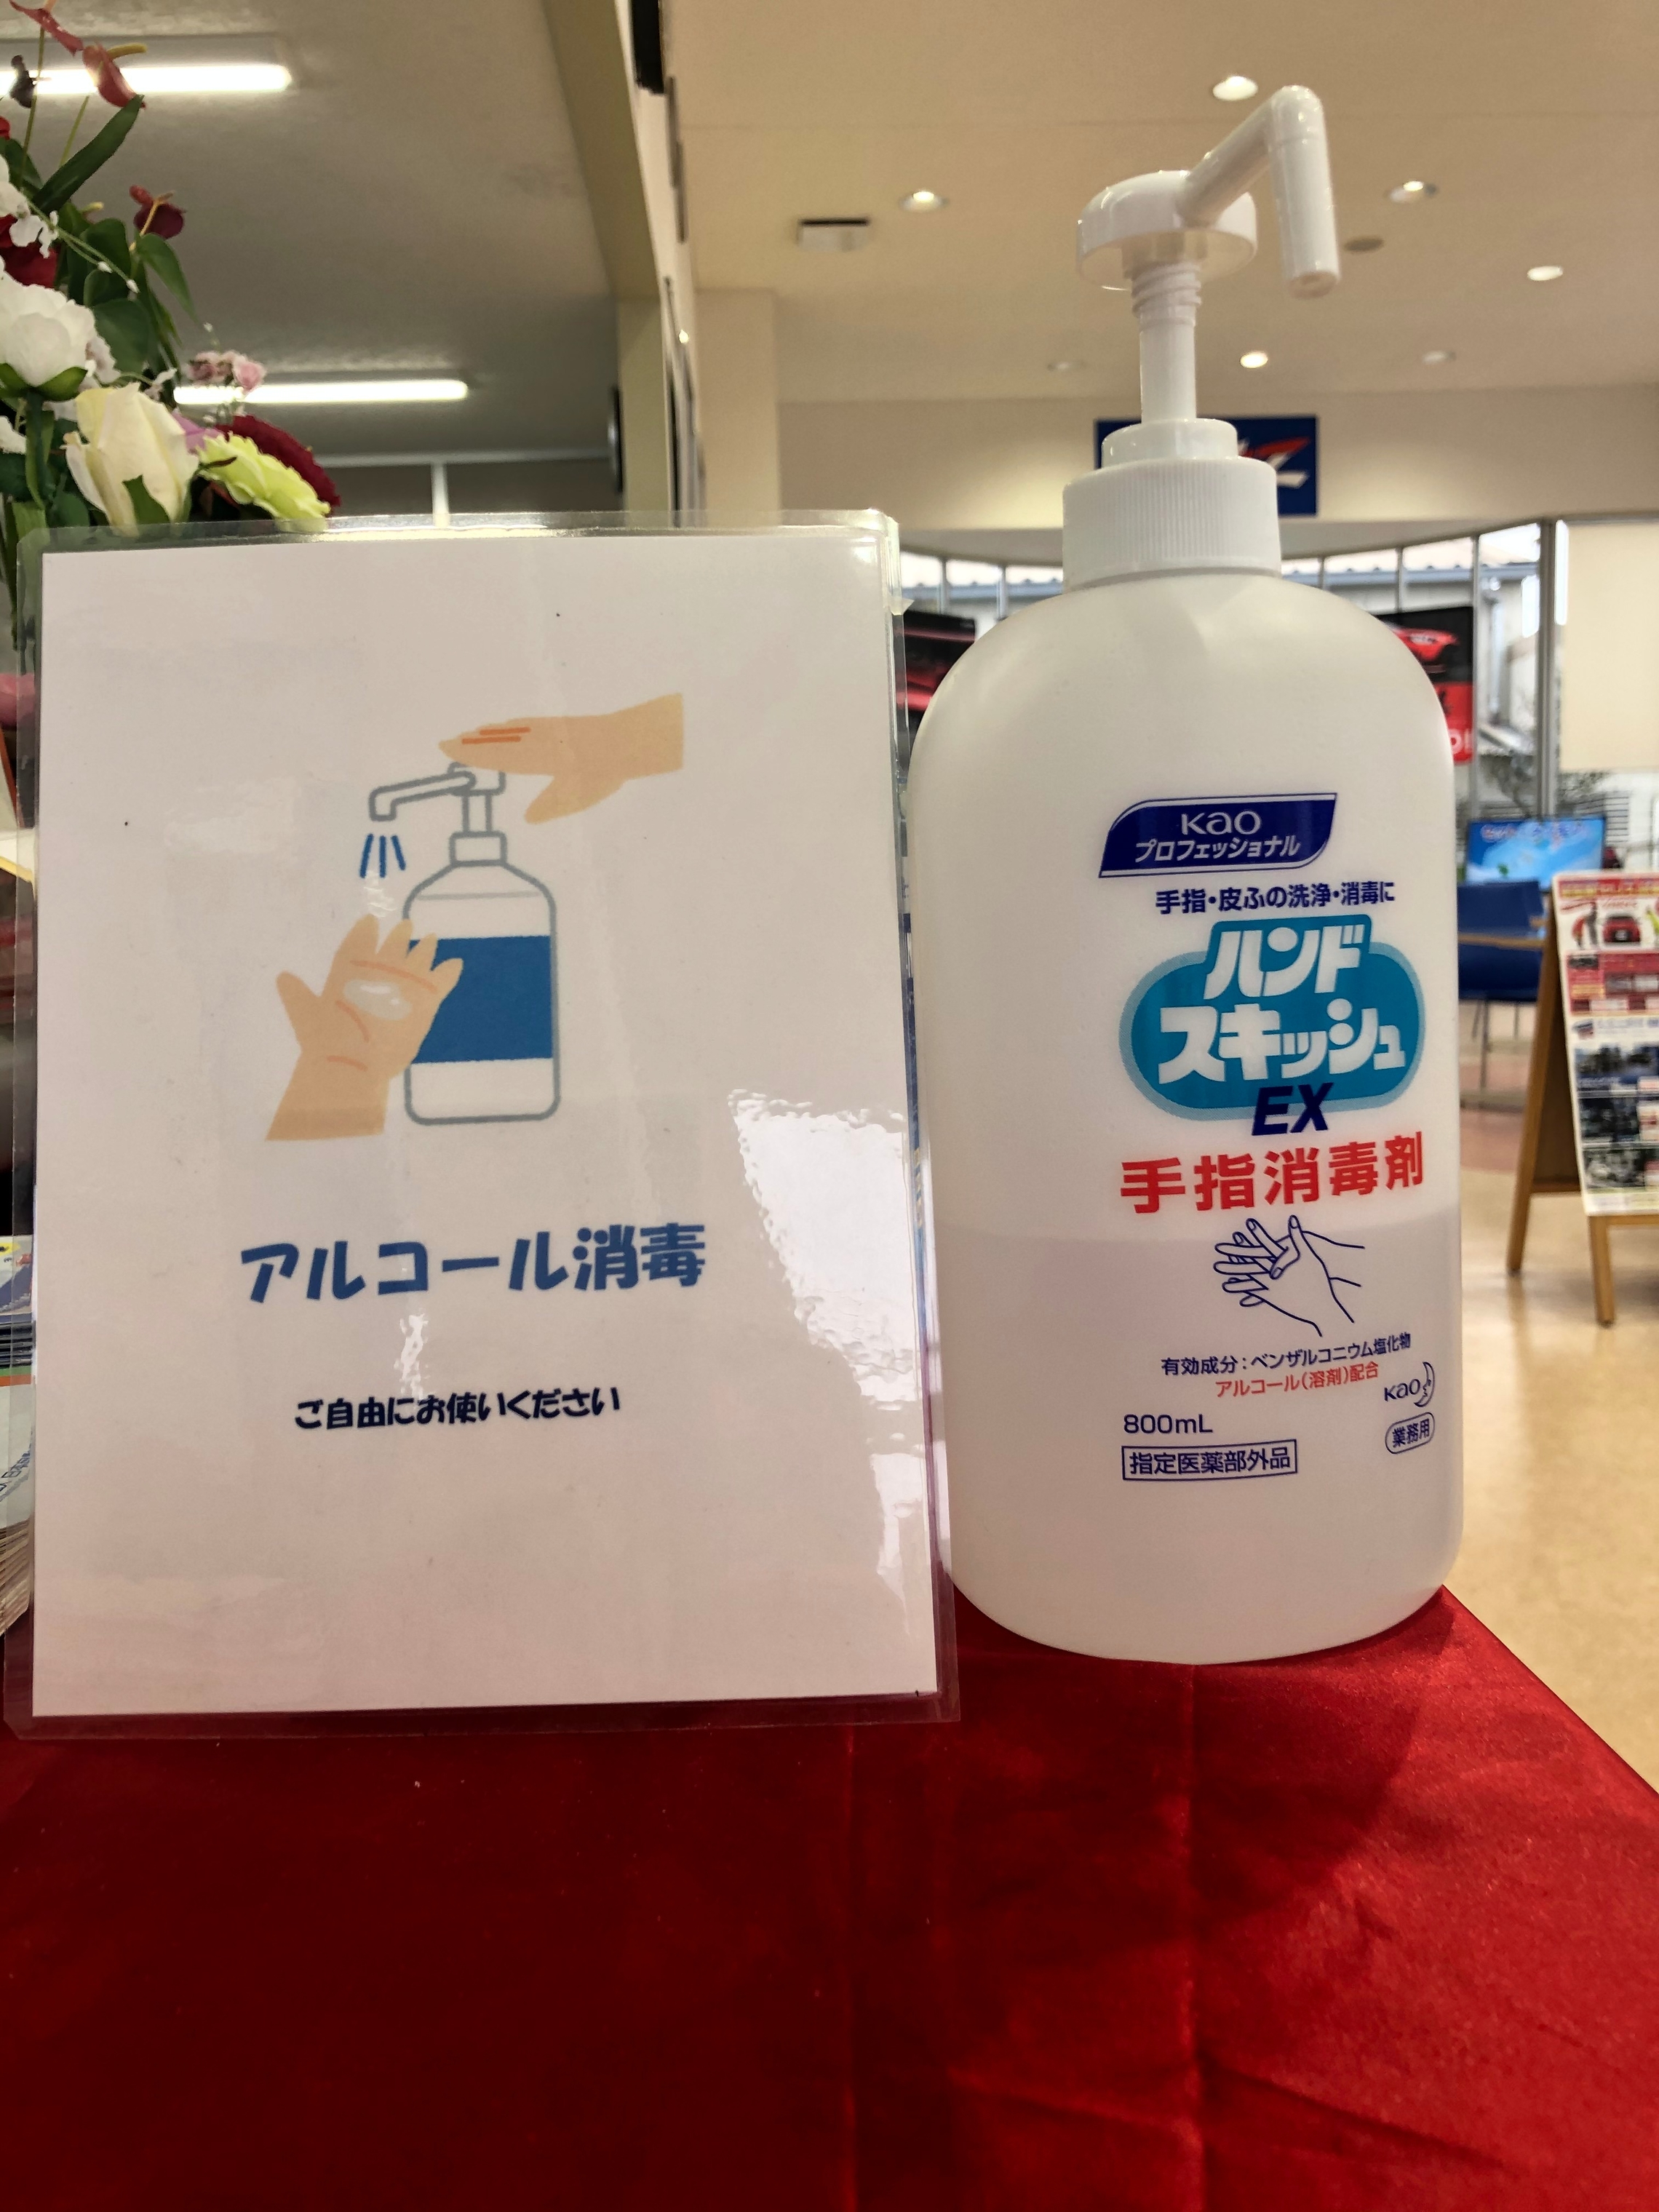 アルコール消毒
ご自由にお使いください
Kao
プロフェッショナル
手指・皮ふの洗浄・消毒に
ハンド
スキッシュ
EX
手指消毒剤
有効成分：ベンザルコニウム塩化物
アルコール(溶剤)配合
Kao
800mL
業務用
指定医薬部外品